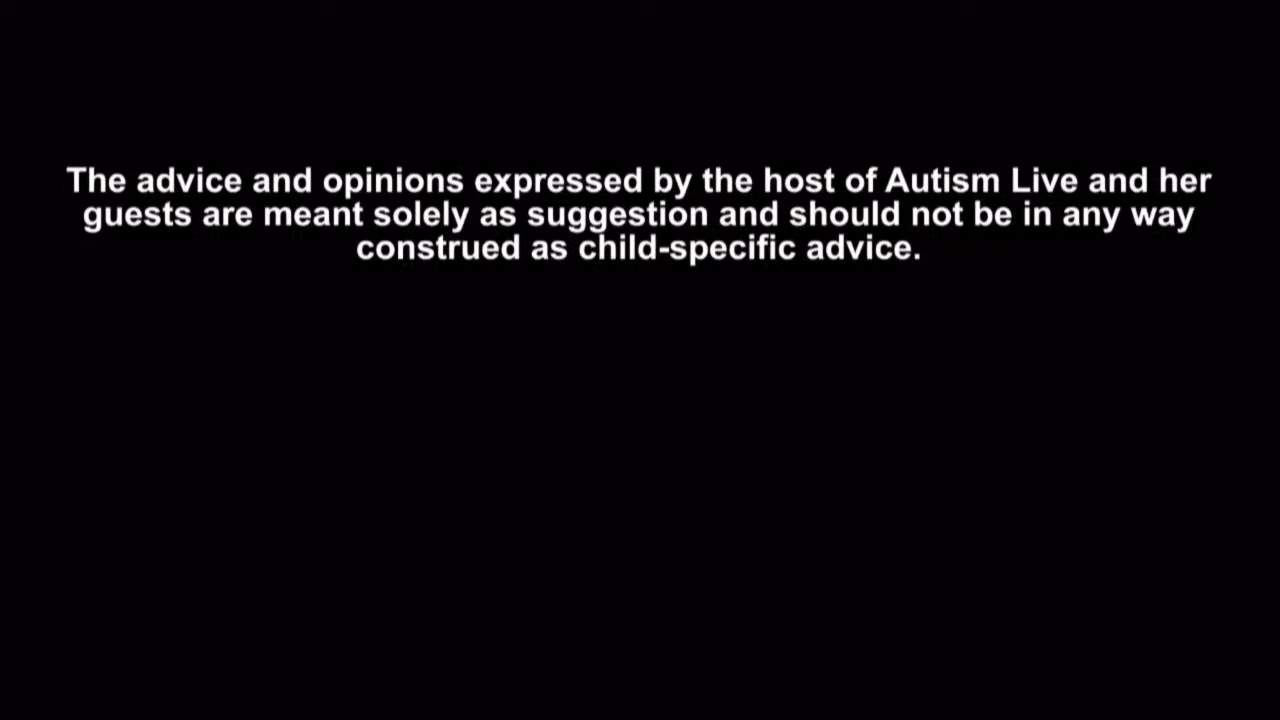 The advice and opinions expressed by the host of Autism Live and her
guests are meant solely as suggestion and should not be in any way
construed as child-specific advice.